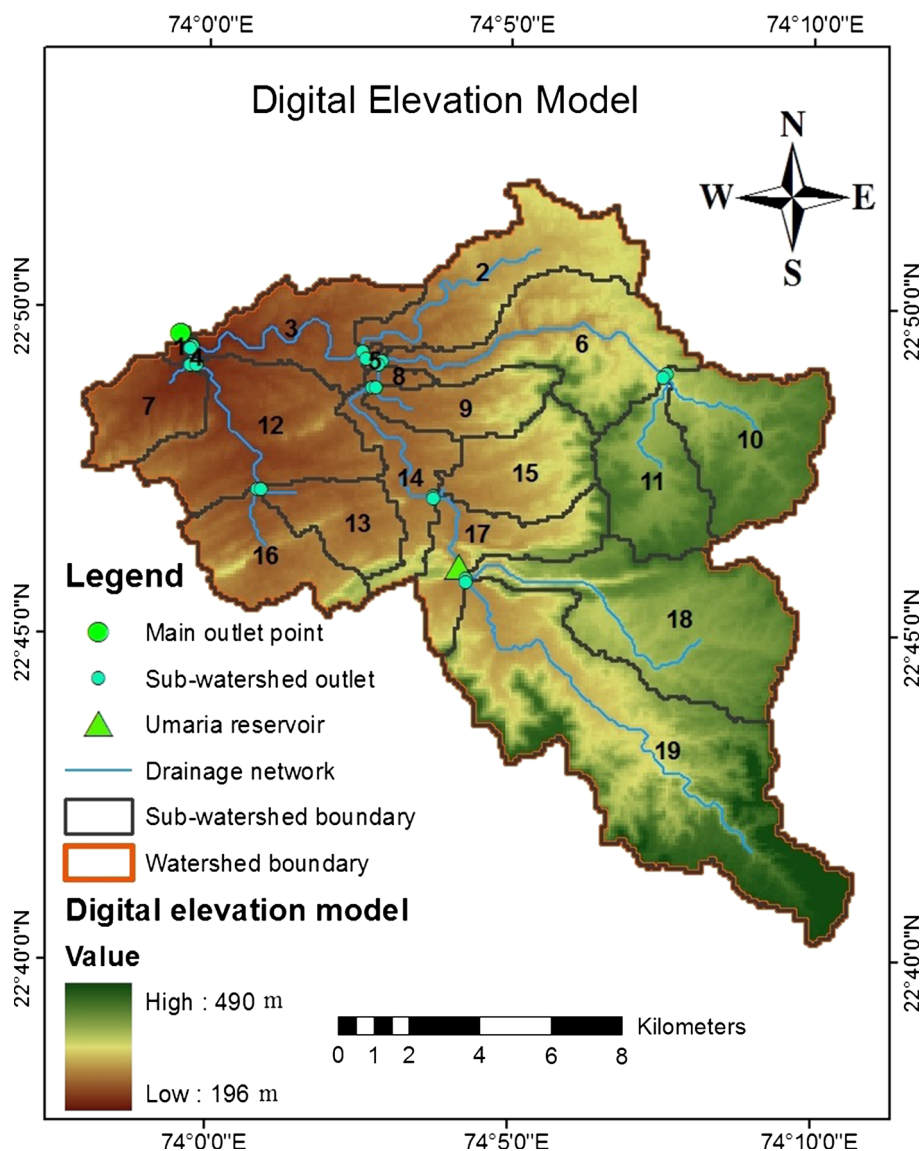 74°0'0"E 74°5'0"E 74°10'0"E
Digital Elevation Model
N
W E
S
22°50'0"N 22°50'0"N
22°45'0"N 22°45'0"N
22°40'0"N 22°40'0"N
2
3
6
1
4
5
8
7
9
12
10
15
14
11
13
17
16
18
19
Legend
Main outlet point
Sub-watershed outlet
Umaria reservoir
Drainage network
Sub-watershed boundary
Watershed boundary
Digital elevation model
Value
High : 490 m
Low : 196 m
Kilometers
0 1 2 4 6 8
74°0'0"E 74°5'0"E 74°10'0"E